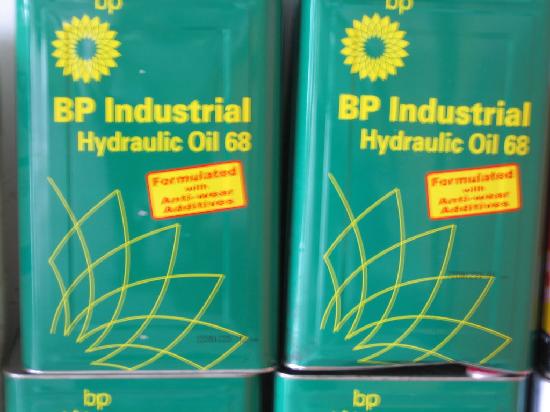 bp
BP Industrial
Hydraulic Oil 68
Formulated
with
Anti-wear
Additives
bp
BP Industrial
Hydraulic Oil 68
Formulated
with
Anti-wear
Additives
bp
bp